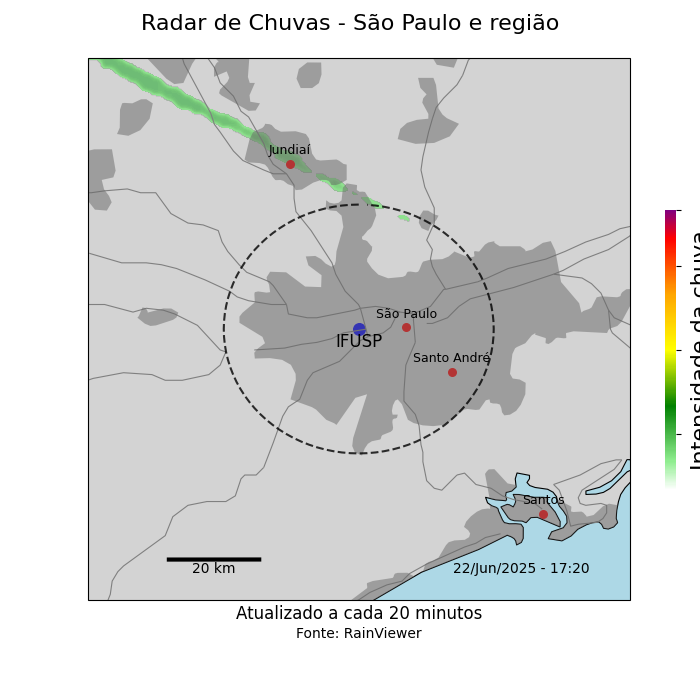 Radar de Chuvas - São Paulo e região
Jundiaí
São Paulo
IFUSP
Santo André
Santos
20 km
22/Jun/2025 - 17:20
Intensidade da chuva
Atualizado a cada 20 minutos
Fonte: RainViewer